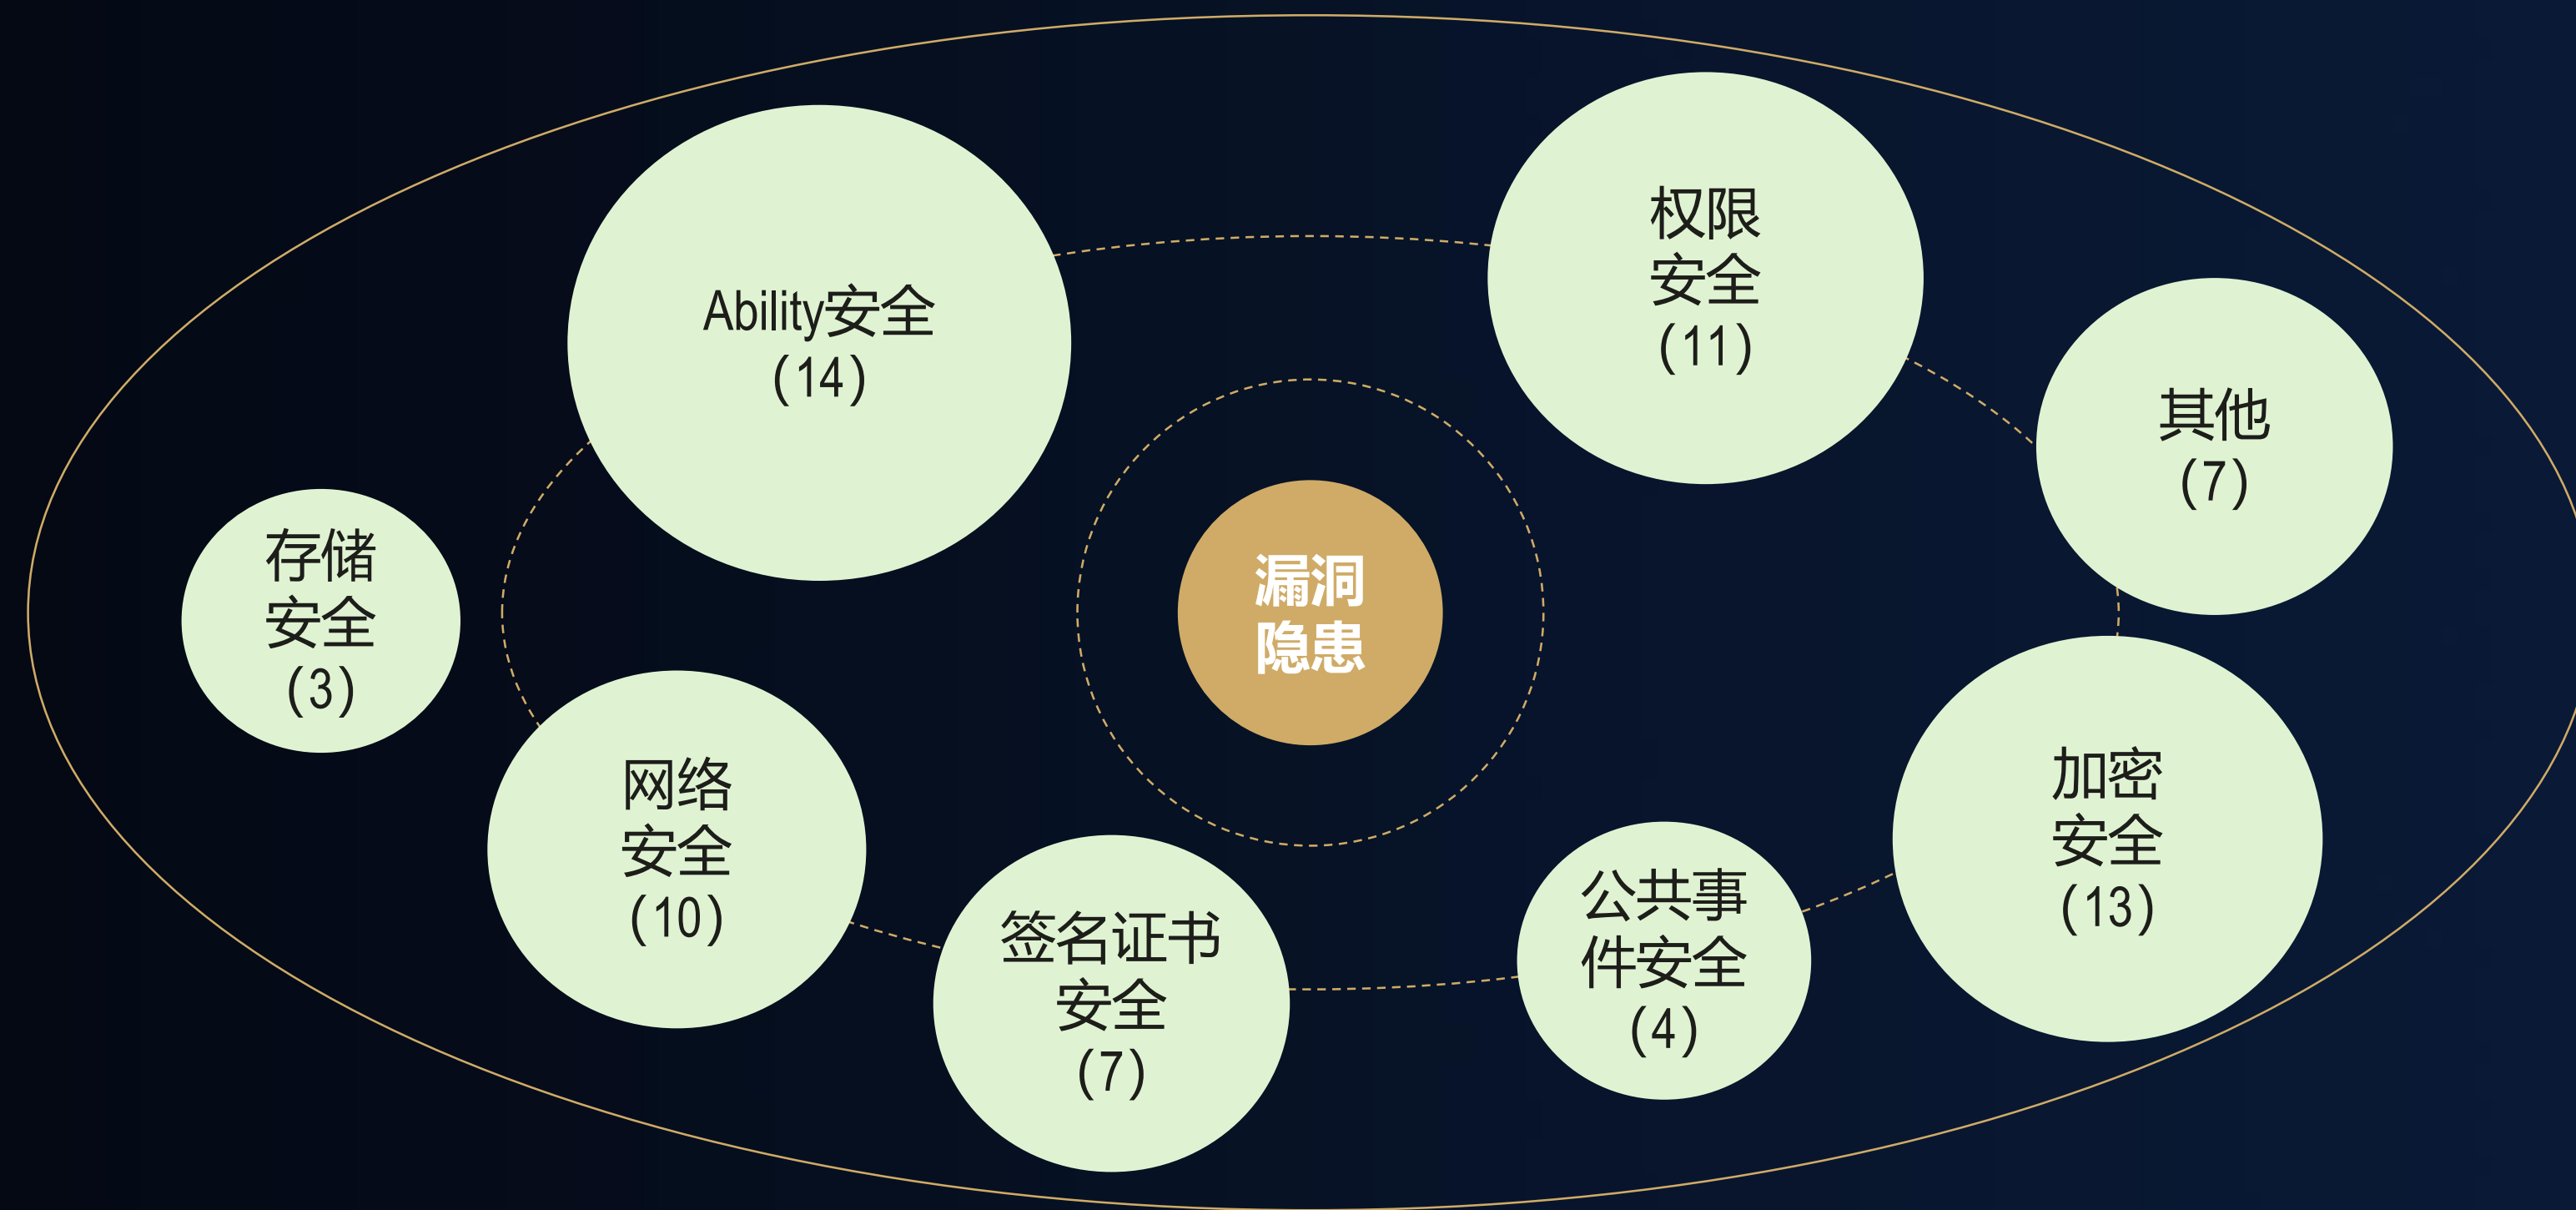 Ability安全
(14)
权限
安全
(11)
其他
(7)
存储
安全
(3)
漏洞
隐患
网络
安全
(10)
签名证书
安全
(7)
公共事
件安全
(4)
加密
安全
(13)